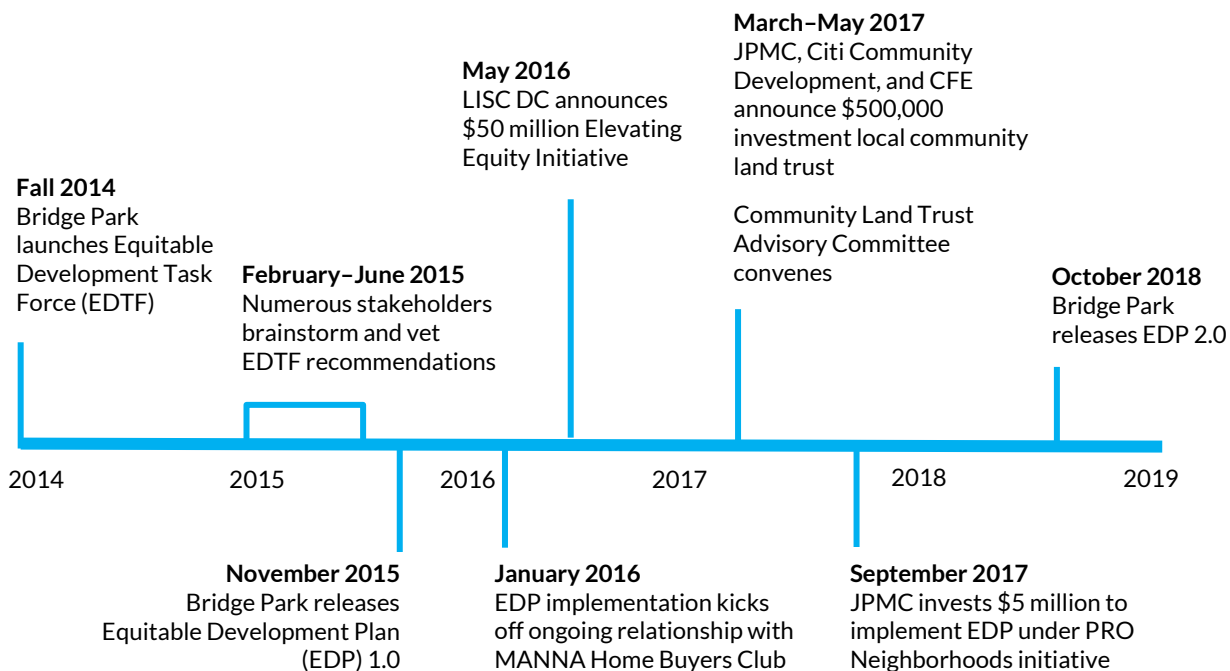 Fall 2014
Bridge Park
launches Equitable
Development Task
Force (EDTF)
February–June 2015
Numerous stakeholders
brainstorm and vet
EDTF recommendations
May 2016
LISC DC announces
$50 million Elevating
Equity Initiative
March–May 2017
JPMC, Citi Community
Development, and CFE
announce $500,000
investment local community
land trust
Community Land Trust
Advisory Committee
convenes
October 2018
Bridge Park
releases EDP 2.0
2014
2015
2016
2017
2018
2019
November 2015
Bridge Park releases
Equitable Development Plan
(EDP) 1.0
January 2016
EDP implementation kicks
off ongoing relationship with
MANNA Home Buyers Club
September 2017
JPMC invests $5 million to
implement EDP under PRO
Neighborhoods initiative